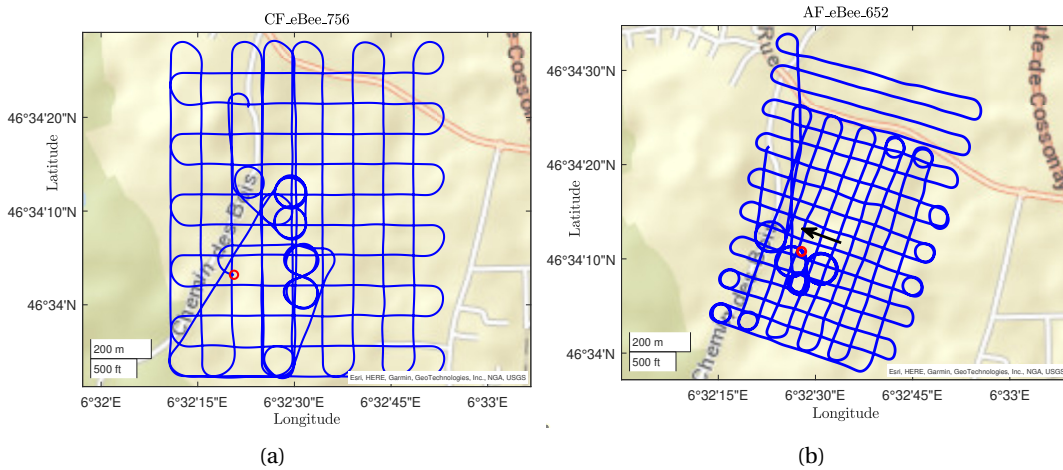 CF_eBee_756
46°34'20"N
46°34'10"N
46°34'N
Latitude
Chemin des Bois
Cossonay
200 m
500 ft
Esri, HERE, Garmin, GeoTechnologies, Inc., NGA, USGS
6°32'E
6°32'15"E
6°32'30"E
6°32'45"E
6°33'E
Longitude
(a)
AF_eBee_652
46°34'30"N
46°34'20"N
46°34'10"N
46°34'N
Latitude
Rue
Chemin des Bois
te de Cossonay
200 m
500 ft
Esri, HERE, Garmin, GeoTechnologies, Inc., NGA, USGS
6°32'15"E
6°32'30"E
6°32'45"E
6°33'E
Longitude
(b)